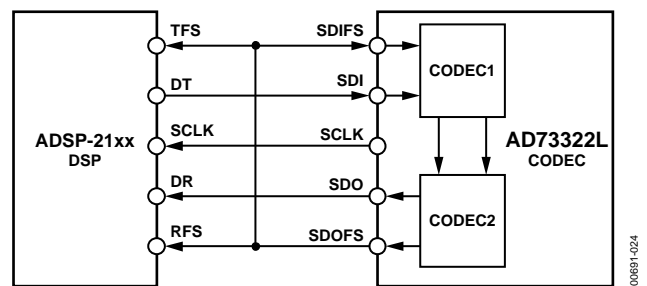 TFS SDIFS
CODEC1
DT SDI
ADSP-21xx
DSP
SCLK SCLK
AD73322L
CODEC
DR SDO
CODEC2
RFS SDOFS
00691-024